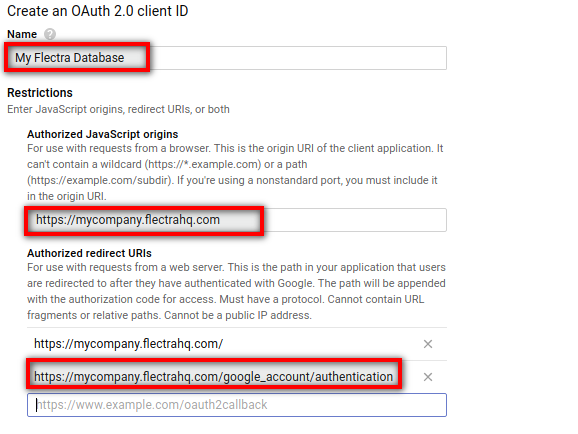 Create an OAuth 2.0 client ID
Name ?
My Flectra Database
Restrictions
Enter JavaScript origins, redirect URIs, or both
Authorized JavaScript origins
For use with requests from a browser. This is the origin URI of the client application. It
can't contain a wildcard (https://*.example.com) or a path
(https://example.com/subdir). If you're using a nonstandard port, you must include it
in the origin URI.
https://mycompany.flectrahq.com
Authorized redirect URIs
For use with requests from a web server. This is the path in your application that users
are redirected to after they have authenticated with Google. The path will be appended
with the authorization code for access. Must have a protocol. Cannot contain URL
fragments or relative paths. Cannot be a public IP address.
https://mycompany.flectrahq.com/
https://mycompany.flectrahq.com/google_account/authentication
https://www.example.com/oauth2callback